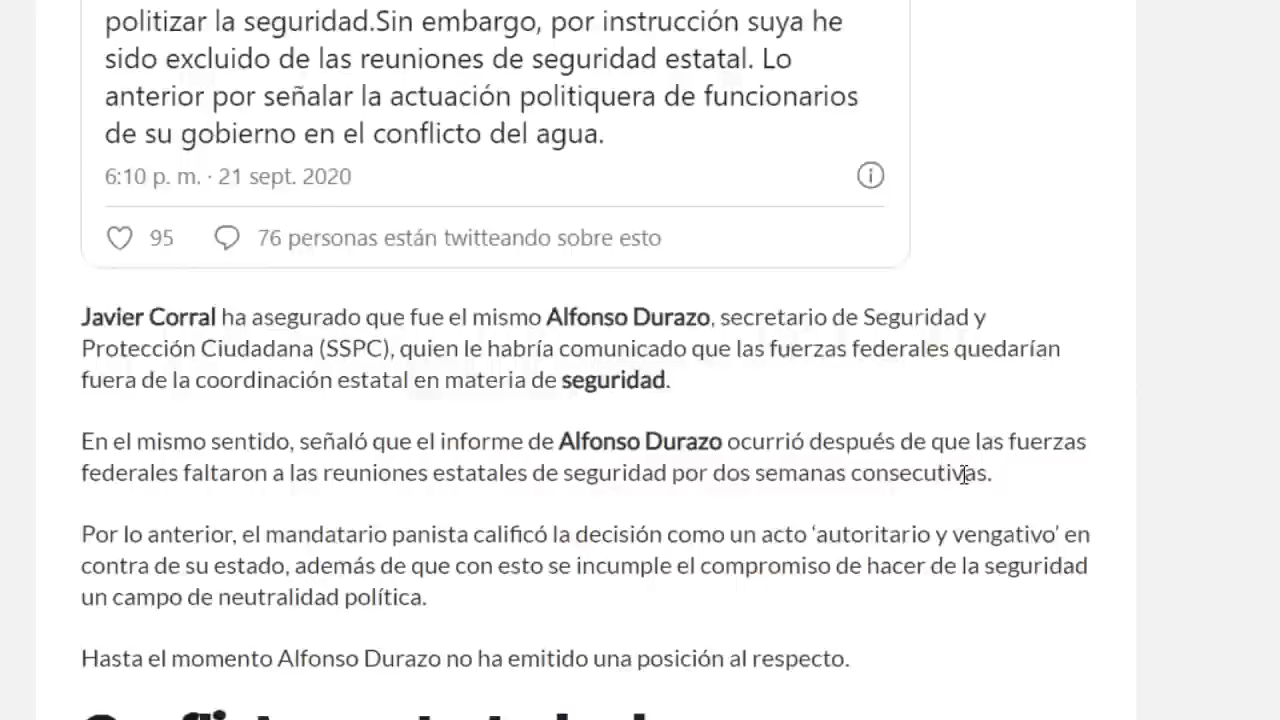 politizar la seguridad.Sin embargo, por instrucción suya he
sido excluido de las reuniones de seguridad estatal. Lo
anterior por señalar la actuación politiquera de funcionarios
de su gobierno en el conflicto del agua.
6:10 p. m. · 21 sept. 2020
95 76 personas están twitteando sobre esto
Javier Corral ha asegurado que fue el mismo Alfonso Durazo, secretario de Seguridad y
Protección Ciudadana (SSPC), quien le habría comunicado que las fuerzas federales quedarían
fuera de la coordinación estatal en materia de seguridad.
En el mismo sentido, señaló que el informe de Alfonso Durazo ocurrió después de que las fuerzas
federales faltaron a las reuniones estatales de seguridad por dos semanas consecutivas.
Por lo anterior, el mandatario panista calificó la decisión como un acto ‘autoritario y vengativo’ en
contra de su estado, además de que con esto se incumple el compromiso de hacer de la seguridad
un campo de neutralidad política.
Hasta el momento Alfonso Durazo no ha emitido una posición al respecto.